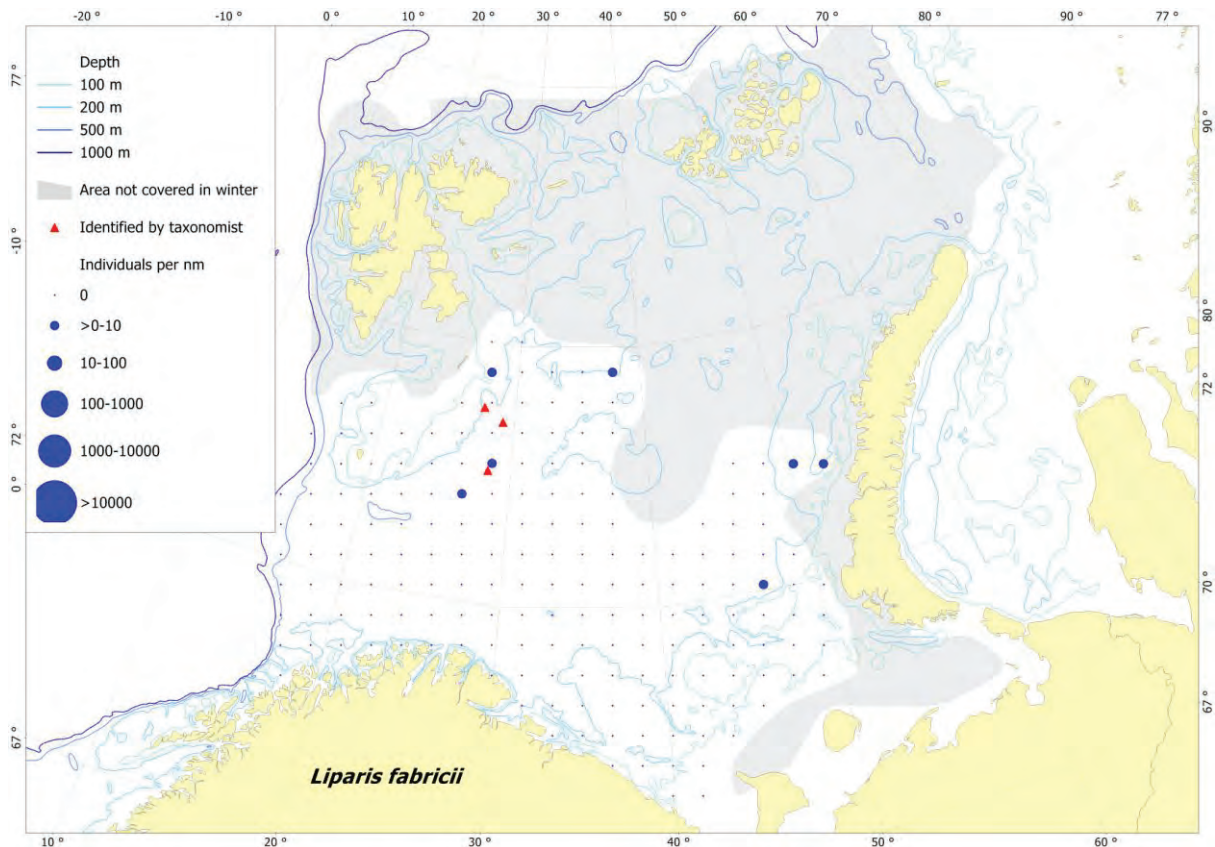 -20 ° -10 ° 0 ° 10 ° 20 ° 30 ° 40 ° 50 ° 60 ° 70 ° 80 ° 90 ° 77 °
Depth
100 m
200 m
500 m
1000 m
Area not covered in winter
Identified by taxonomist
Individuals per nm
0
>0-10
10-100
100-1000
1000-10000
>10000
77 °
-10 °
72 °
0 °
67 °
90 °
80 °
72 °
70 °
67 °
60 °
Liparis fabricii
10 ° 20 ° 30 ° 40 ° 50 ° 60 °